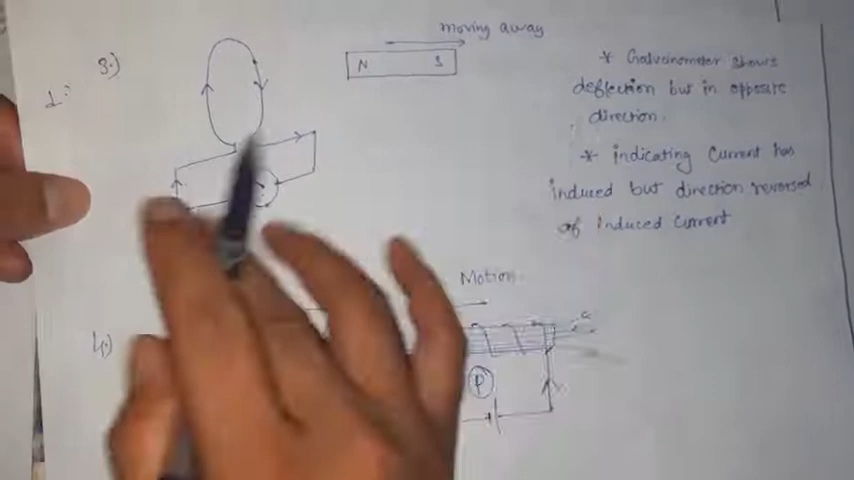 moving away
3.)
1:
N S
* Galvanometer shows
deflection but in opposite
direction.
* indicating Current has
induced but direction reversed
of Induced Current
Motion
4.)
P